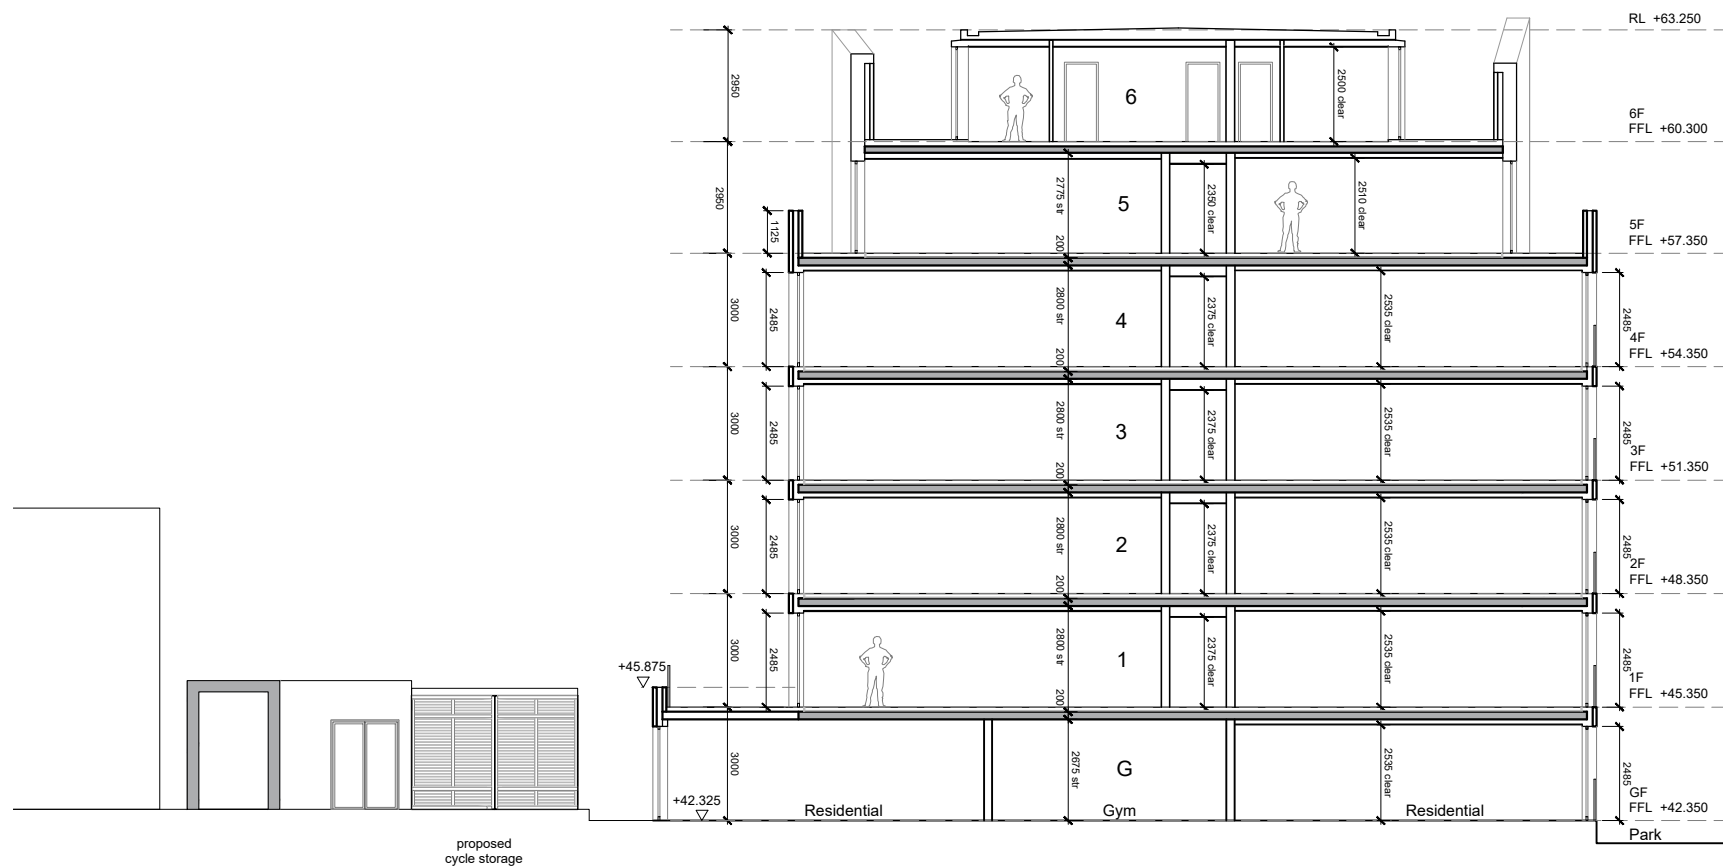 RL +63.250
2950
2500 clear
6
6F
FFL +60.300
2950
2775 str
5
2350 clear
2510 clear
1125
200
5F
FFL +57.350
3000
2485
2800 str
4
2375 clear
2535 clear
2485
200
4F
FFL +54.350
3000
2485
2800 str
3
2375 clear
2535 clear
2485
200
3F
FFL +51.350
3000
2485
2800 str
2
2375 clear
2535 clear
2485
200
2F
FFL +48.350
3000
2485
2800 str
1
2375 clear
2535 clear
2485
+45.875
200
1F
FFL +45.350
3000
2675 str
G
2535 clear
2485
+42.325
Residential
Gym
Residential
GF
FFL +42.350
Park
proposed
cycle storage